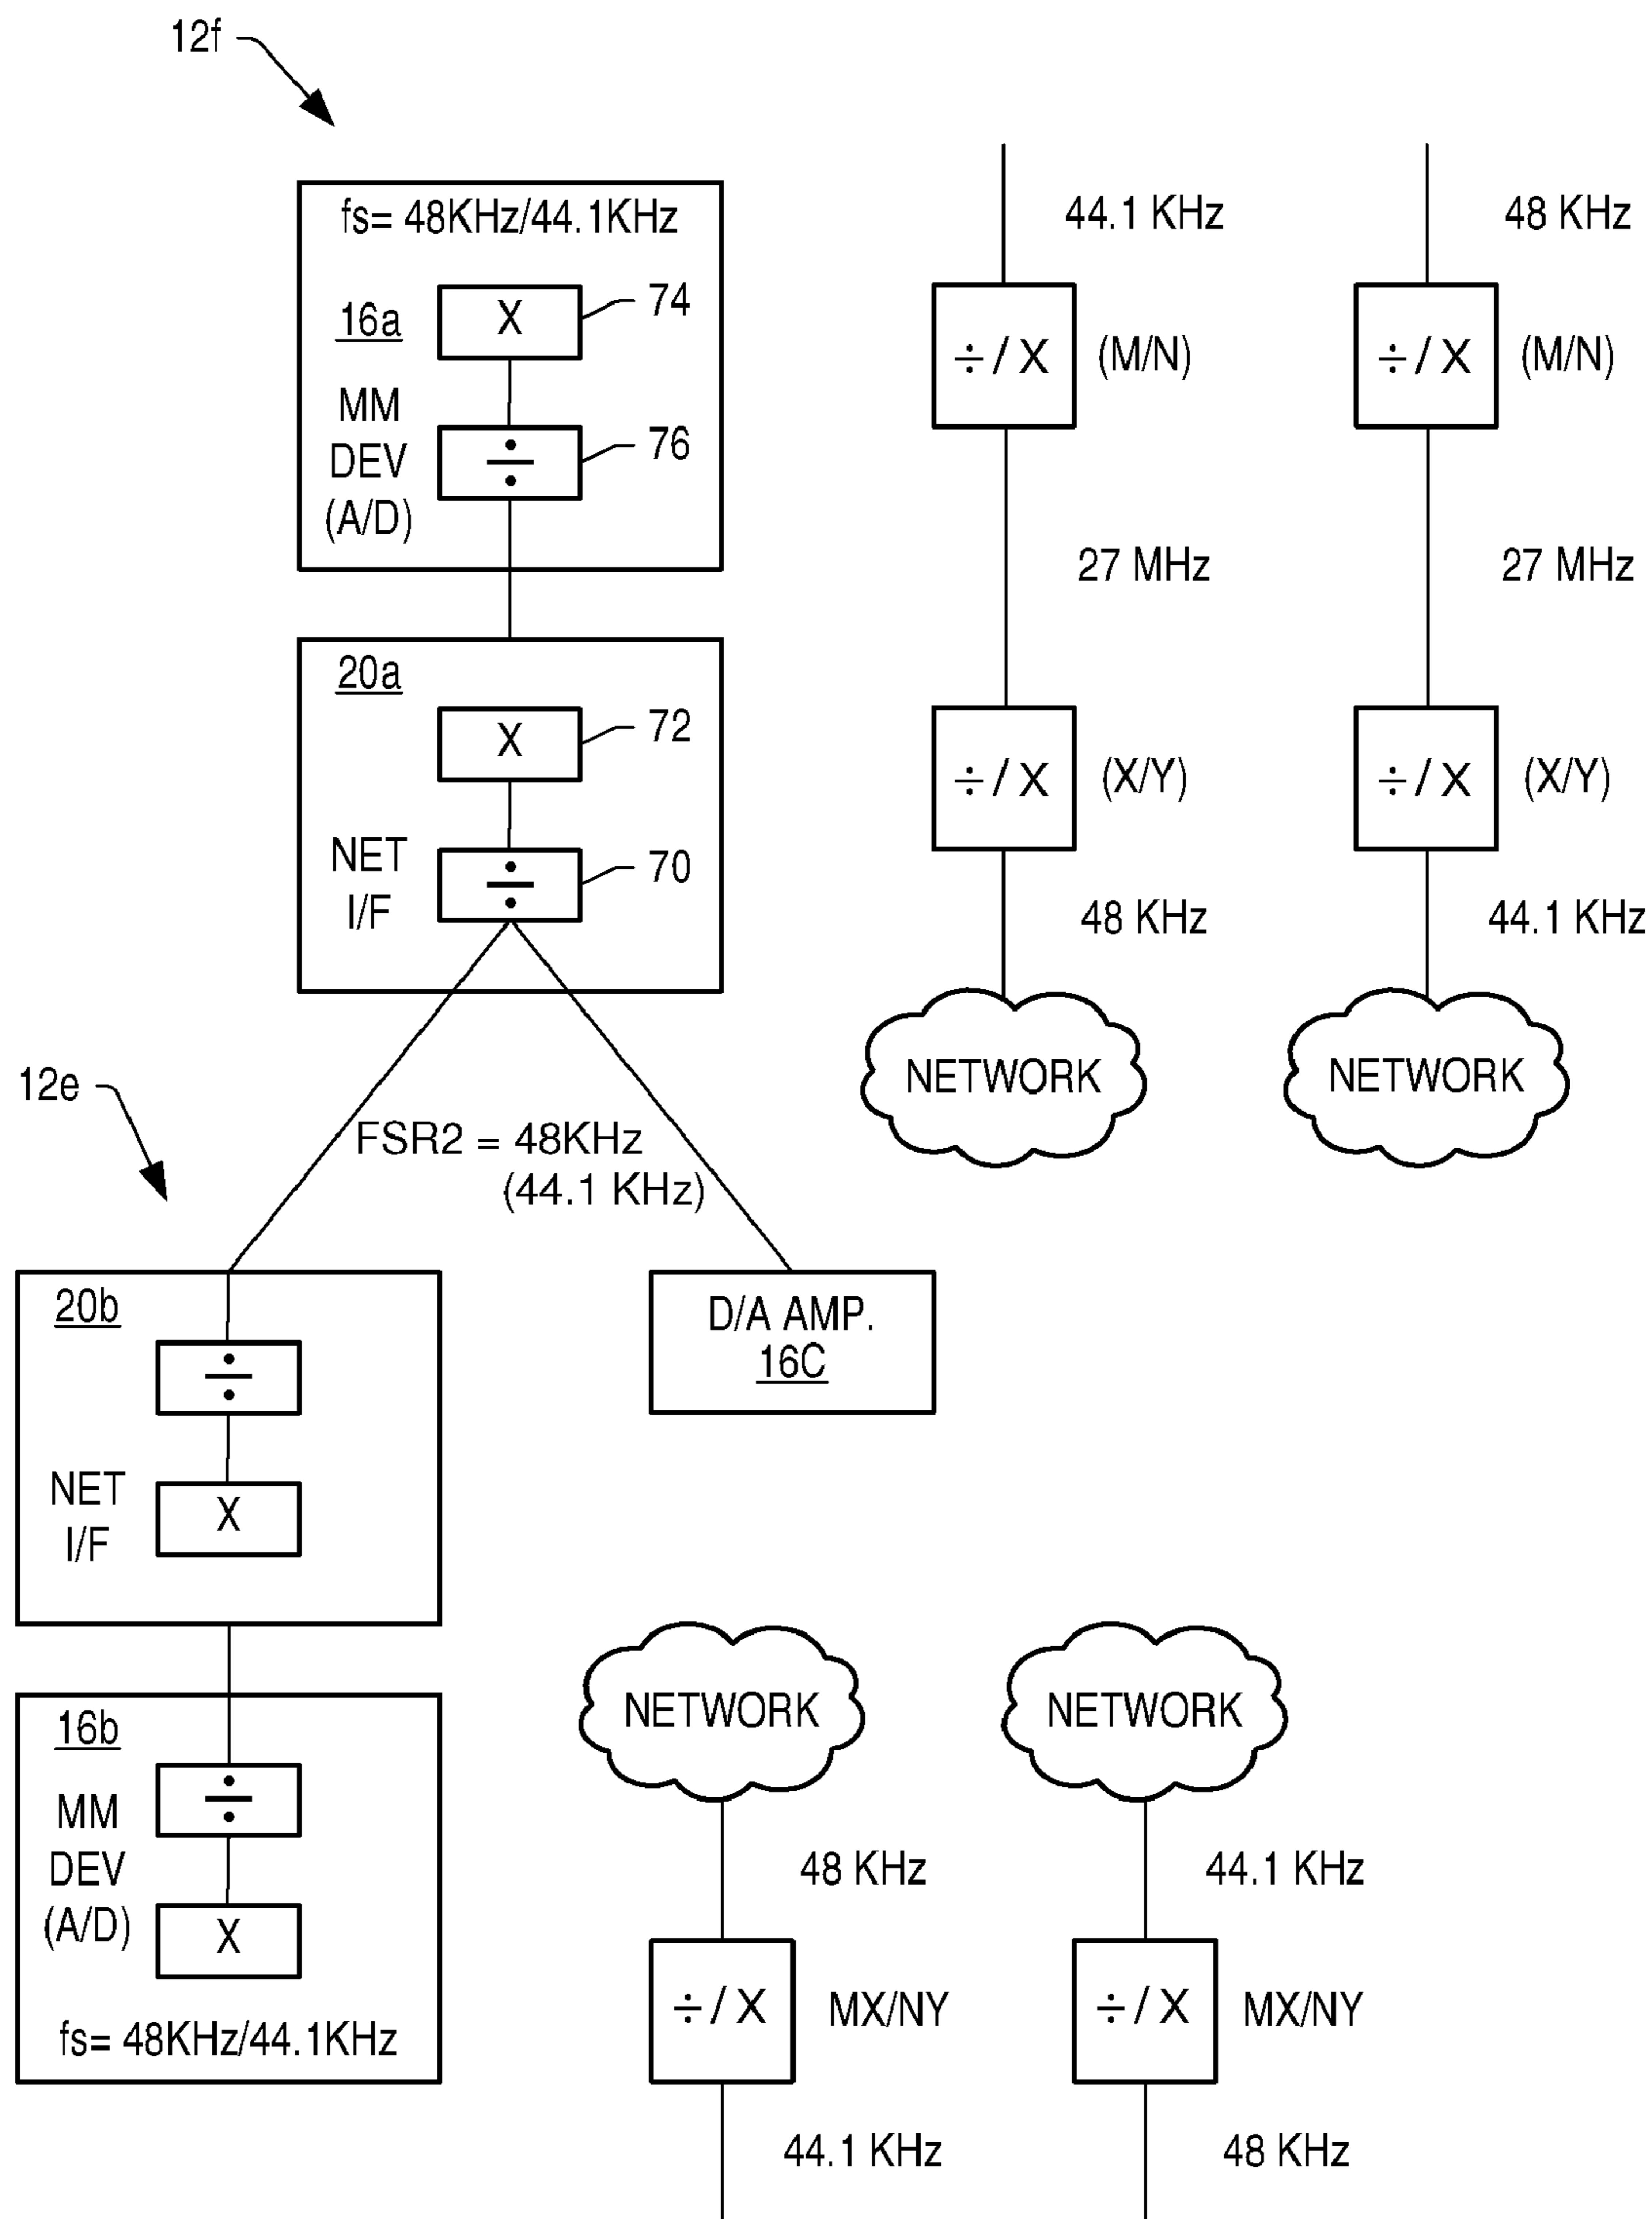 12f
fs= 48KHz/44.1KHz
16a
X
74
MM
DEV
(A/D)
÷
76
20a
X
72
NET
I/F
÷
70
44.1 KHz
÷ / X
(M/N)
27 MHz
÷ / X
(X/Y)
48 KHz
NETWORK
48 KHz
÷ / X
(M/N)
27 MHz
÷ / X
(X/Y)
44.1 KHz
NETWORK
12e
FSR2 = 48KHz
(44.1 KHz)
20b
÷
NET
I/F
X
D/A AMP.
16C
16b
÷
MM
DEV
(A/D)
X
fs= 48KHz/44.1KHz
NETWORK
48 KHz
÷ / X
MX/NY
44.1 KHz
NETWORK
44.1 KHz
÷ / X
MX/NY
48 KHz